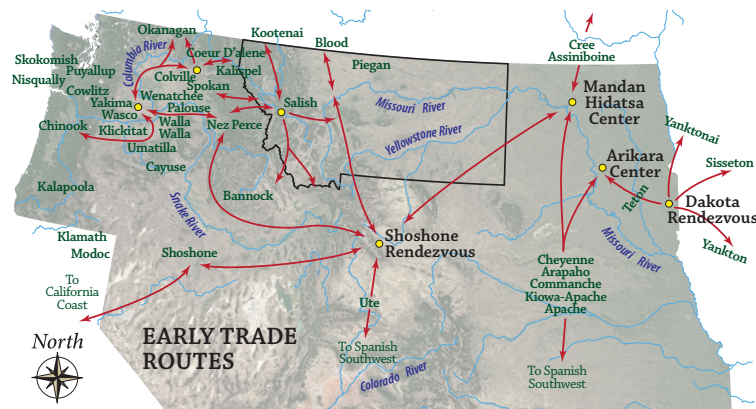 Okanagan
Kootenai
Blood
Cree
Assiniboine
Columbia River
Coeur D'alene
Skokomish
Puyallup
Colville
Kalispel
Piegan
Nisqually
Spokan
Cowlitz
Wenatchee
Yakima
Palouse
Salish
Missouri River
Mandan
Hidatsa
Center
Wasco
Chinook
Klickitat
Walla
Walla
Nez Perce
Yellowstone River
Yanktonai
Umatilla
Cayuse
Arikara
Center
Sisseton
Kalapoola
Bannock
Teton
Dakota
Rendezvous
Snake River
Klamath
Modoc
Shoshone
Shoshone
Rendezvous
Missouri River
Yankton
To
California
Coast
Cheyenne
Arapaho
Commanche
Kiowa-Apache
Apache
Ute
North
EARLY TRADE
ROUTES
To Spanish
Southwest
Colorado River
To Spanish
Southwest